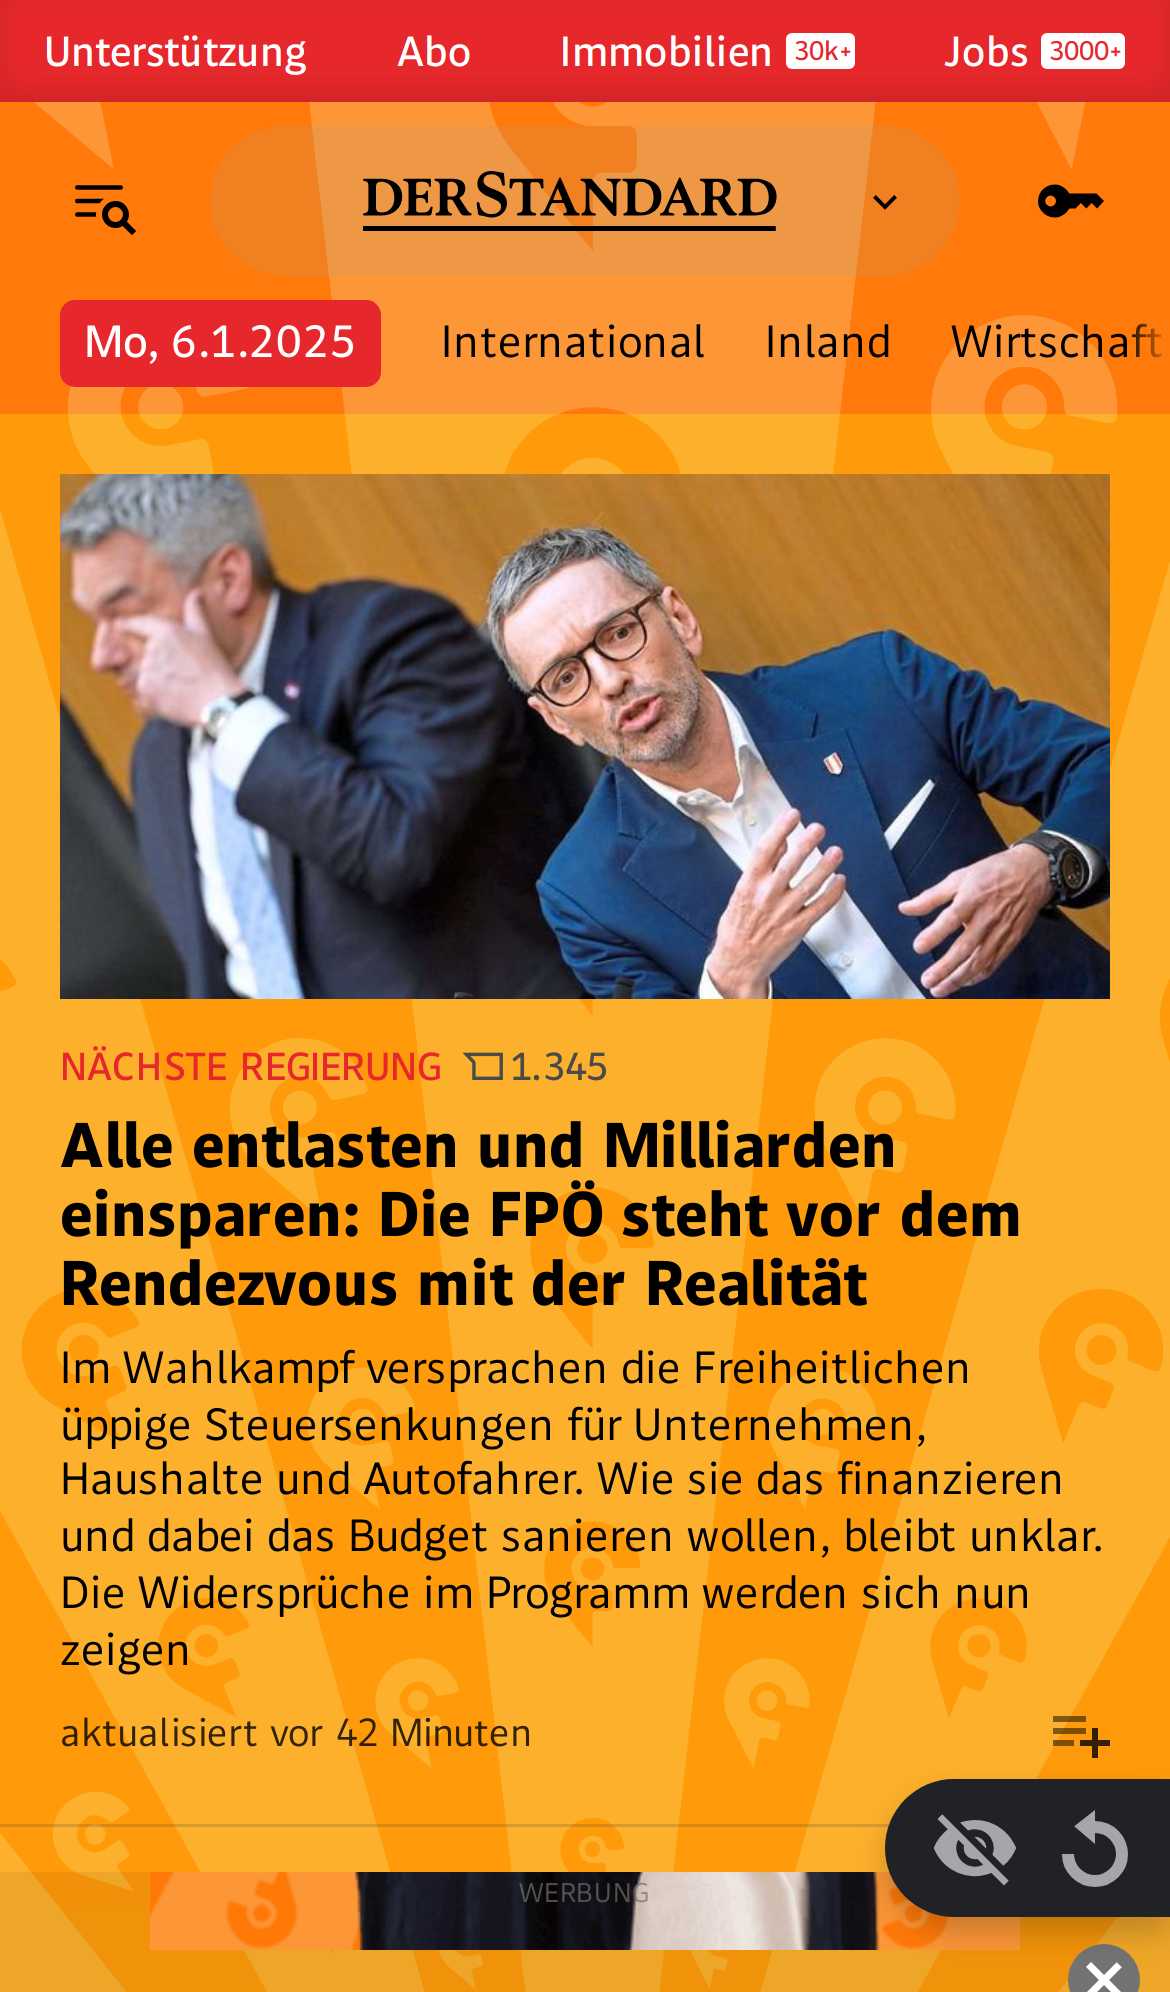 Unterstützung Abo Immobilien 30k+ Jobs 3000+
DERSTANDARD
Mo, 6.1.2025 International Inland Wirtschaft
NÄCHSTE REGIERUNG 1.345
Alle entlasten und Milliarden
einsparen: Die FPÖ steht vor dem
Rendezvous mit der Realität
Im Wahlkampf versprachen die Freiheitlichen
üppige Steuersenkungen für Unternehmen,
Haushalte und Autofahrer. Wie sie das finanzieren
und dabei das Budget sanieren wollen, bleibt unklar.
Die Widersprüche im Programm werden sich nun
zeigen
aktualisiert vor 42 Minuten
WERBUNG